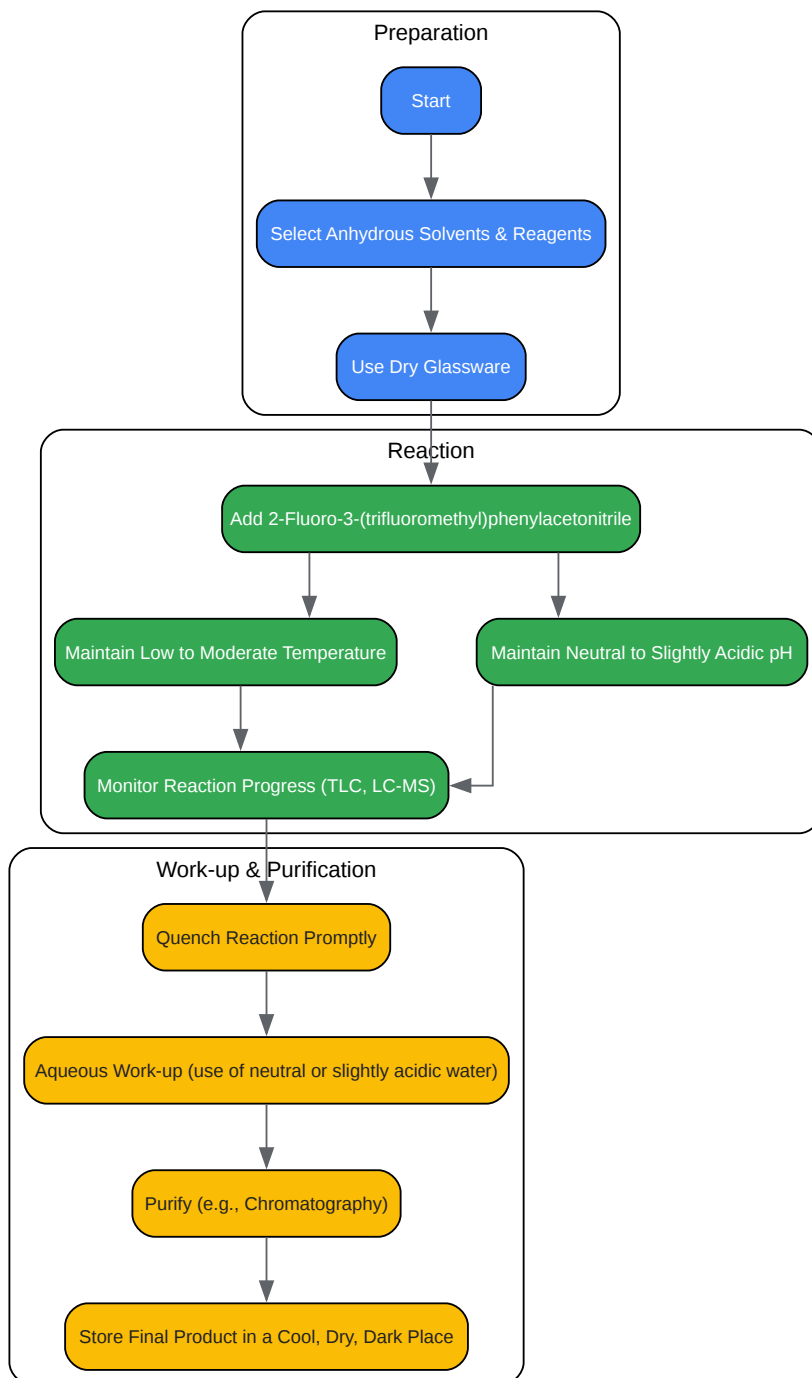 Preparation
Start
Select Anhydrous Solvents & Reagents
Use Dry Glassware
Reaction
Add 2-Fluoro-3-(trifluoromethyl)phenylacetonitrile
Maintain Low to Moderate Temperature
Maintain Neutral to Slightly Acidic pH
Monitor Reaction Progress (TLC, LC-MS)
Work-up & Purification
Quench Reaction Promptly
Aqueous Work-up (use of neutral or slightly acidic water)
Purify (e.g., Chromatography)
Store Final Product in a Cool, Dry, Dark Place